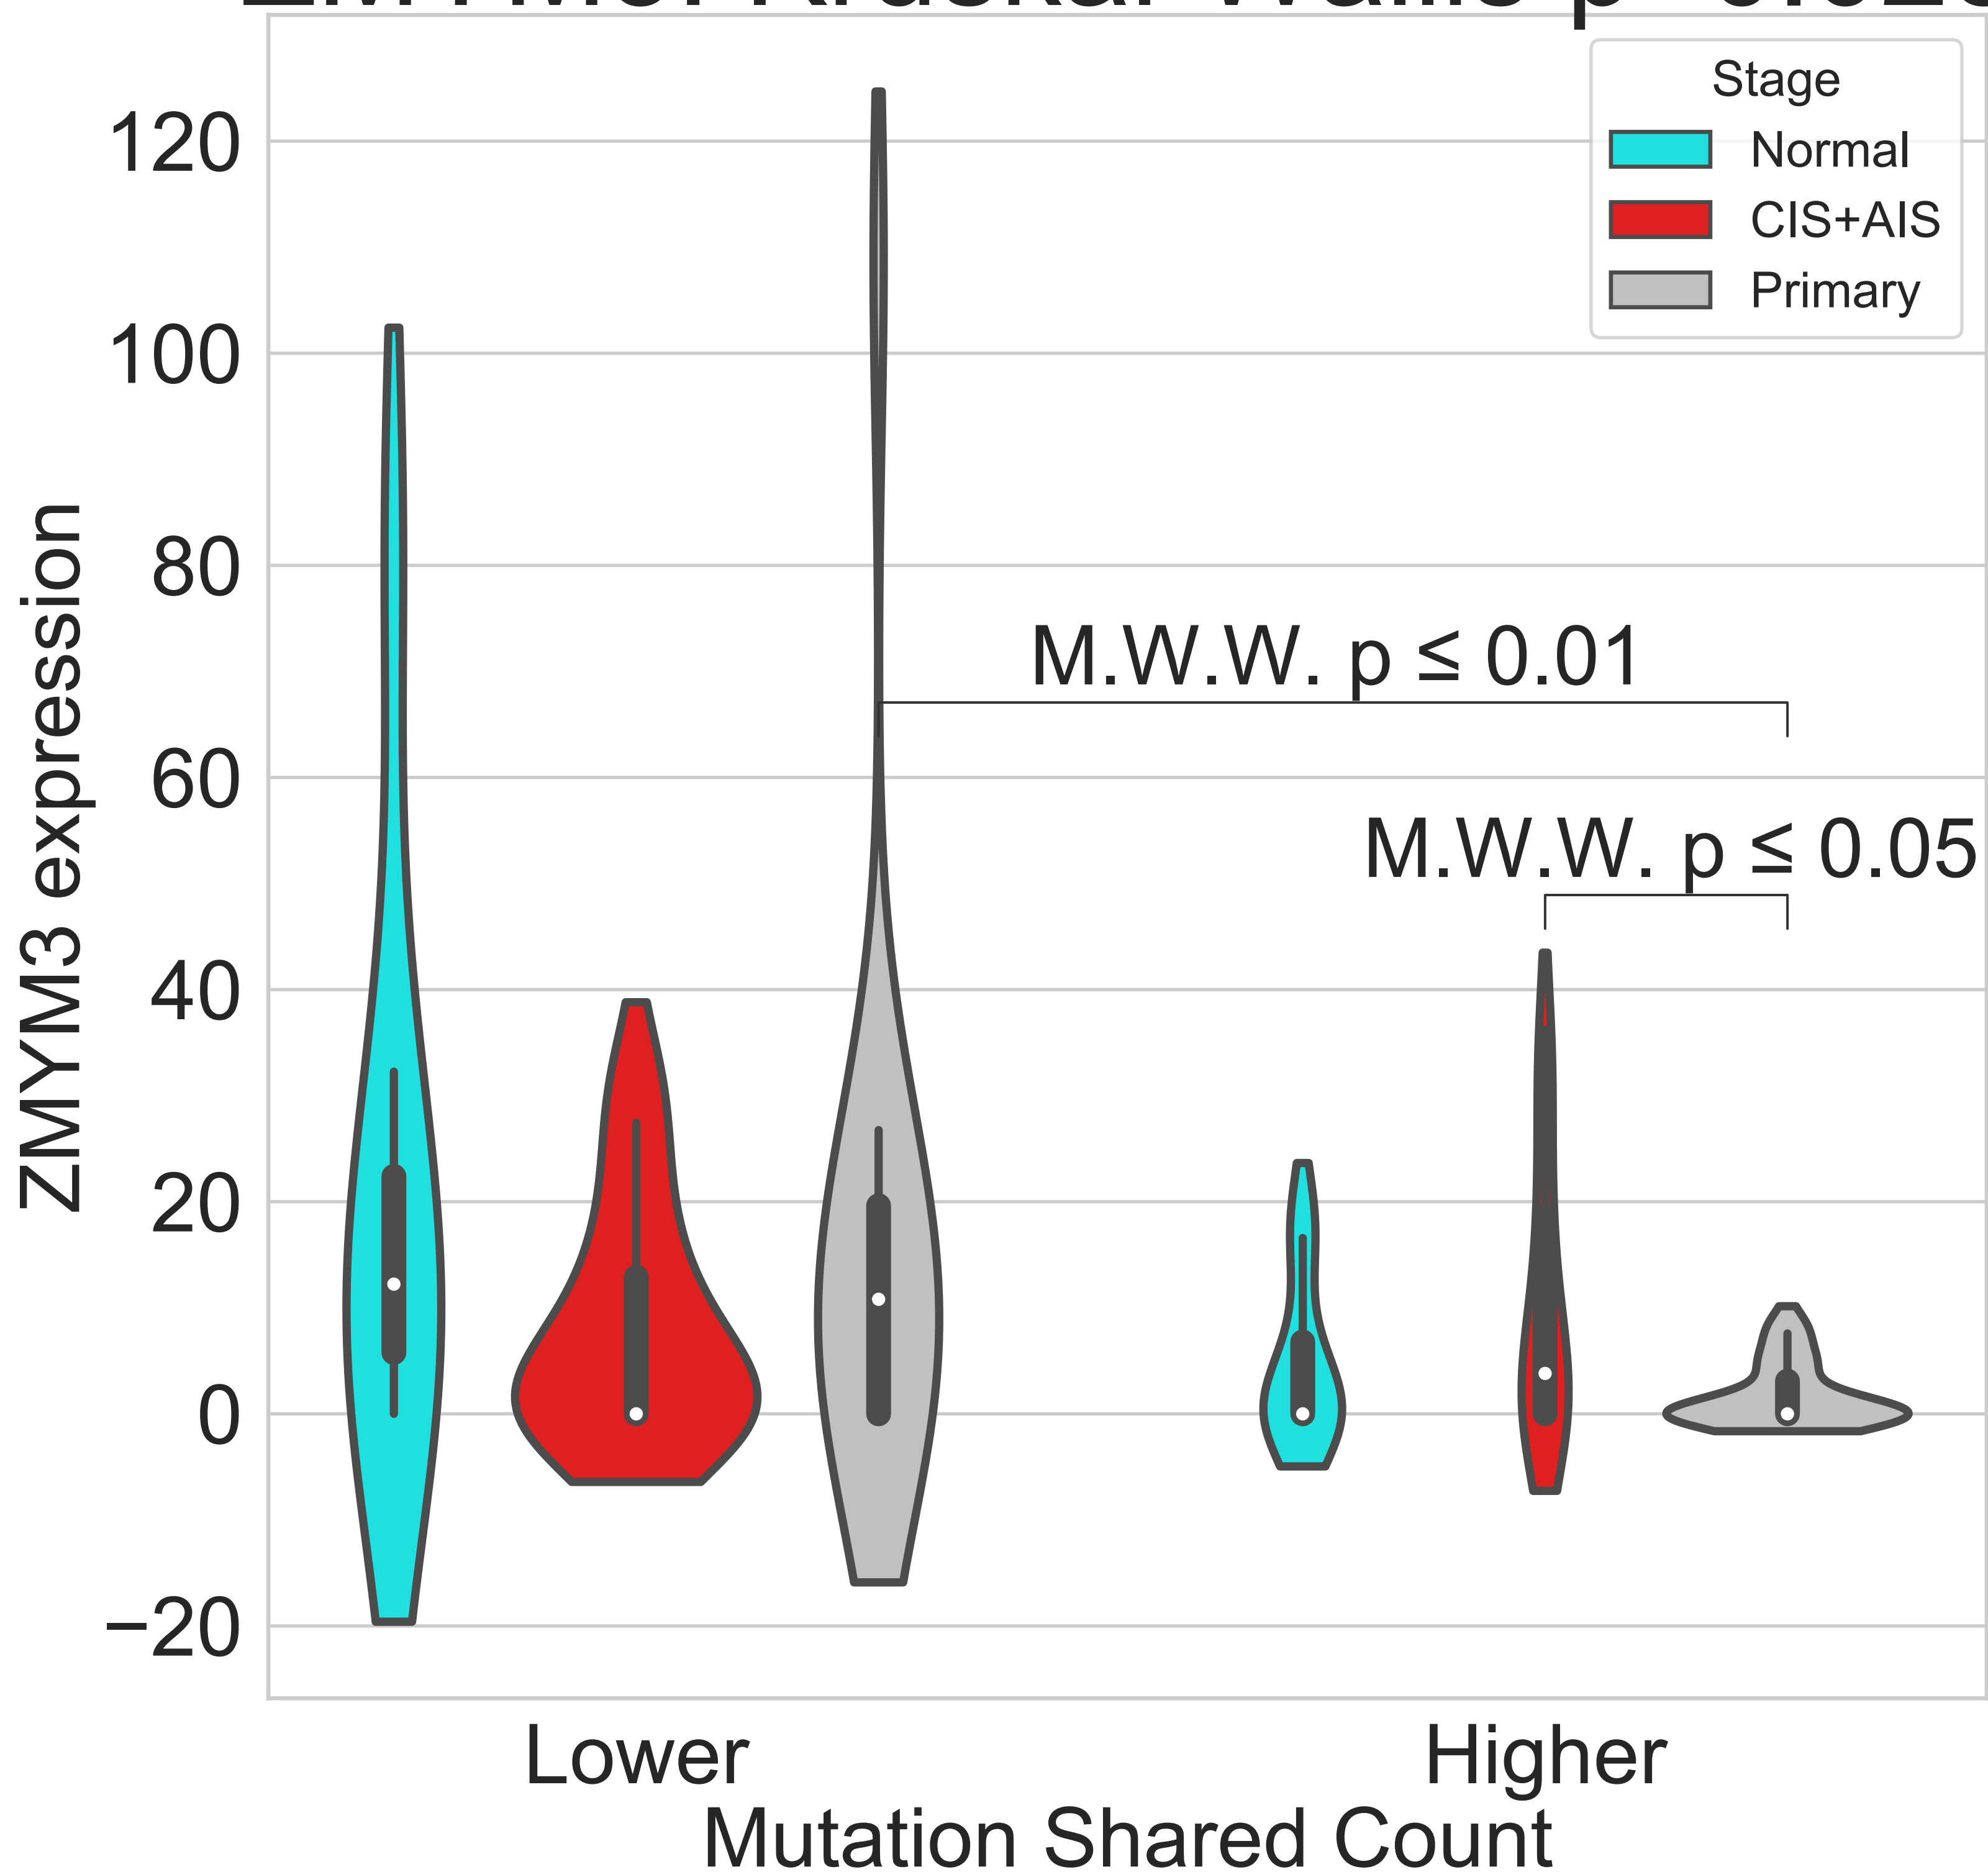 Stage
Normal
CIS+AIS
Primary
120
100
80
60
40
20
0
−20
ZMYM3 expression
M.W.W. p ≤ 0.01
M.W.W. p ≤ 0.05
Lower
Higher
Mutation Shared Count